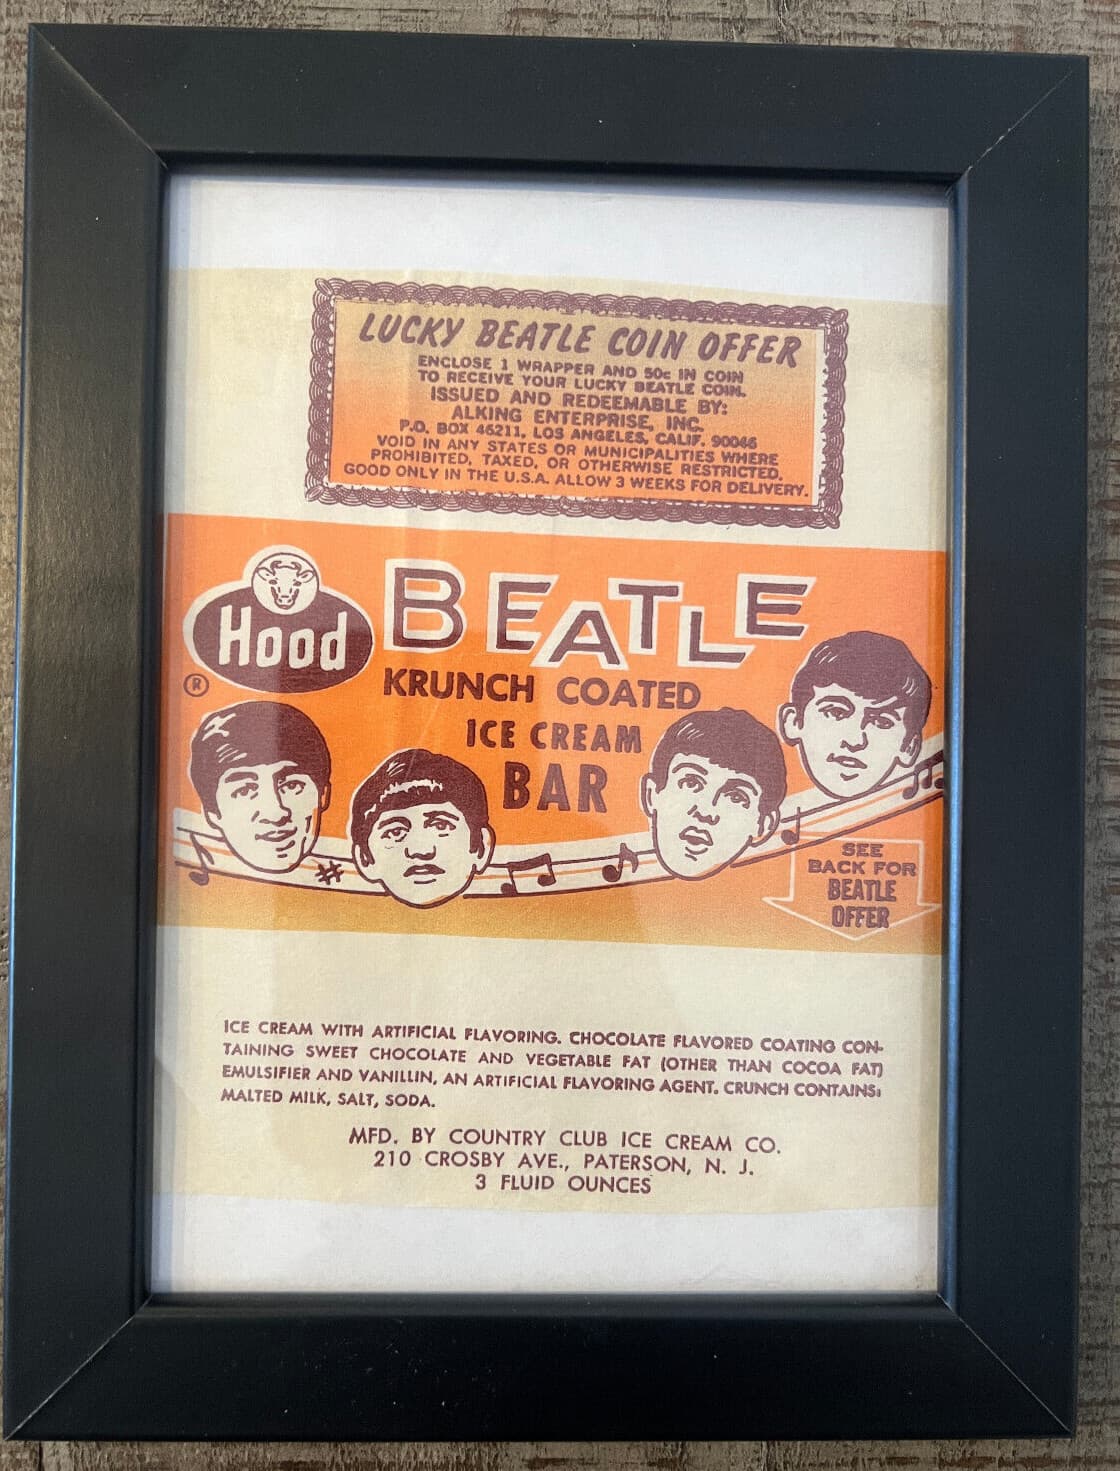 LUCKY BEATLE COIN OFFER
ENCLOSE 1 WRAPPER AND 50¢ IN COIN
TO RECEIVE YOUR LUCKY BEATLE COIN.
ISSUED AND REDEEMABLE BY:
ALKING ENTERPRISE, INC.
P.O. BOX 46211, LOS ANGELES, CALIF. 90046
VOID IN ANY STATES OR MUNICIPALITIES WHERE
PROHIBITED, TAXED, OR OTHERWISE RESTRICTED.
GOOD ONLY IN THE U.S.A. ALLOW 3 WEEKS FOR DELIVERY.
Hood
®
BEATLE
KRUNCH COATED
ICE CREAM
BAR
SEE
BACK FOR
BEATLE
OFFER
ICE CREAM WITH ARTIFICIAL FLAVORING. CHOCOLATE FLAVORED COATING CON-
TAINING SWEET CHOCOLATE AND VEGETABLE FAT (OTHER THAN COCOA FAT)
EMULSIFIER AND VANILLIN, AN ARTIFICIAL FLAVORING AGENT. CRUNCH CONTAINS:
MALTED MILK, SALT, SODA.
MFD. BY COUNTRY CLUB ICE CREAM CO.
210 CROSBY AVE., PATERSON, N. J.
3 FLUID OUNCES